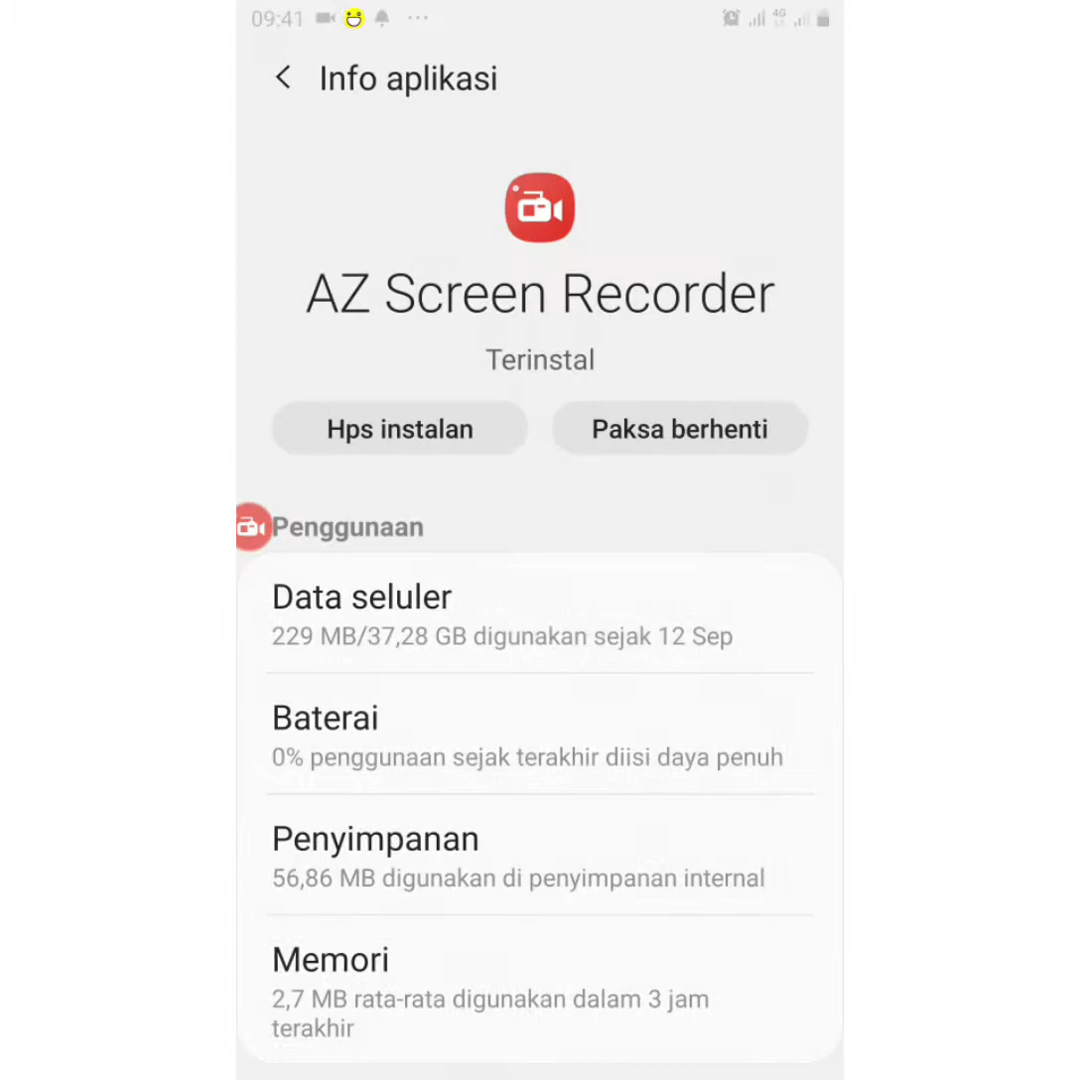 09:41
4G
Info aplikasi
AZ Screen Recorder
Terinstal
Hps instalan
Paksa berhenti
Penggunaan
Data seluler
229 MB/37,28 GB digunakan sejak 12 Sep
Baterai
0% penggunaan sejak terakhir diisi daya penuh
Penyimpanan
56,86 MB digunakan di penyimpanan internal
Memori
2,7 MB rata-rata digunakan dalam 3 jam
terakhir